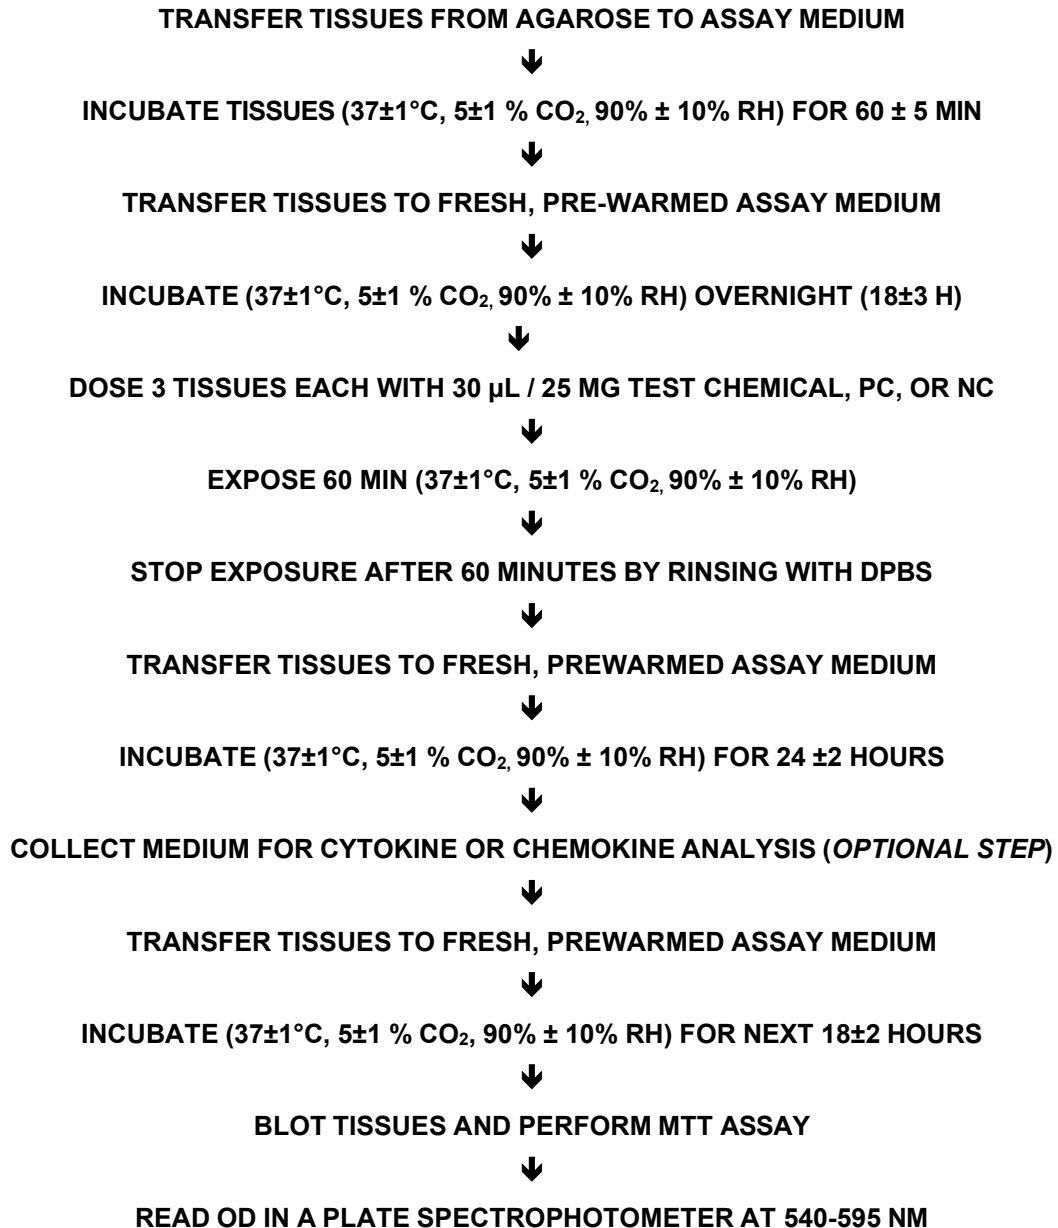 TRANSFER TISSUES FROM AGAROSE TO ASSAY MEDIUM
🡻
INCUBATE TISSUES (37±1°C, 5±1 % CO₂, 90% ± 10% RH) FOR 60 ± 5 MIN
🡻
TRANSFER TISSUES TO FRESH, PRE-WARMED ASSAY MEDIUM
🡻
INCUBATE (37±1°C, 5±1 % CO₂, 90% ± 10% RH) OVERNIGHT (18±3 H)
🡻
DOSE 3 TISSUES EACH WITH 30 µL / 25 MG TEST CHEMICAL, PC, OR NC
🡻
EXPOSE 60 MIN (37±1°C, 5±1 % CO₂, 90% ± 10% RH)
🡻
STOP EXPOSURE AFTER 60 MINUTES BY RINSING WITH DPBS
🡻
TRANSFER TISSUES TO FRESH, PREWARMED ASSAY MEDIUM
🡻
INCUBATE (37±1°C, 5±1 % CO₂, 90% ± 10% RH) FOR 24 ±2 HOURS
🡻
COLLECT MEDIUM FOR CYTOKINE OR CHEMOKINE ANALYSIS (OPTIONAL STEP)
🡻
TRANSFER TISSUES TO FRESH, PREWARMED ASSAY MEDIUM
🡻
INCUBATE (37±1°C, 5±1 % CO₂, 90% ± 10% RH) FOR NEXT 18±2 HOURS
🡻
BLOT TISSUES AND PERFORM MTT ASSAY
🡻
READ OD IN A PLATE SPECTROPHOTOMETER AT 540-595 NM